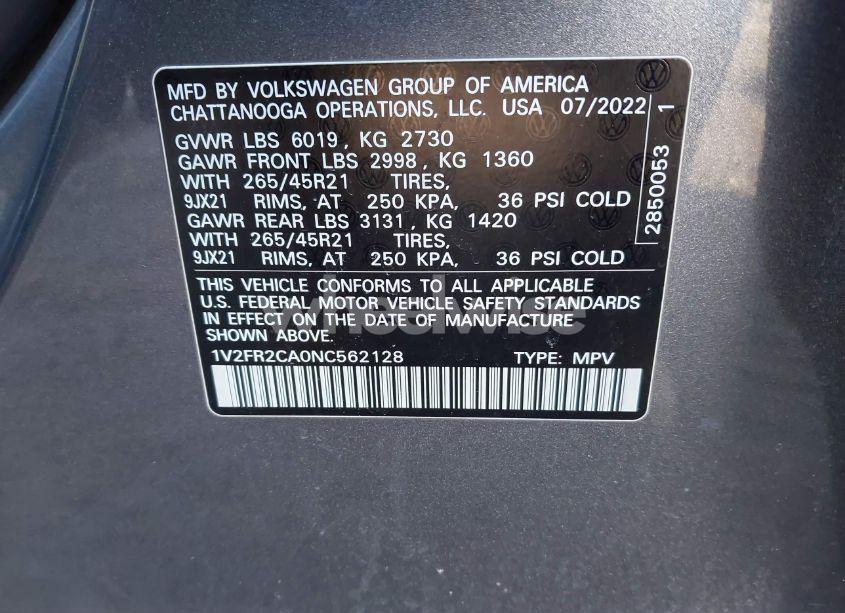 MFD BY VOLKSWAGEN GROUP OF AMERICA
CHATTANOOGA OPERATIONS, LLC. USA 07/2022
GVWR LBS 6019, KG 2730
GAWR FRONT LBS 2998, KG 1360
WITH 265/45R21 TIRES,
9JX21 RIMS, AT 250 KPA, 36 PSI COLD
GAWR REAR LBS 3131, KG 1420
WITH 265/45R21 TIRES,
9JX21 RIMS, AT 250 KPA, 36 PSI COLD
THIS VEHICLE CONFORMS TO ALL APPLICABLE
U.S. FEDERAL MOTOR VEHICLE SAFETY STANDARDS
IN EFFECT ON THE DATE OF MANUFACTURE
SHOWN ABOVE.
1V2FR2CA0NC562128 TYPE: MPV
2850053 1
wheelwise